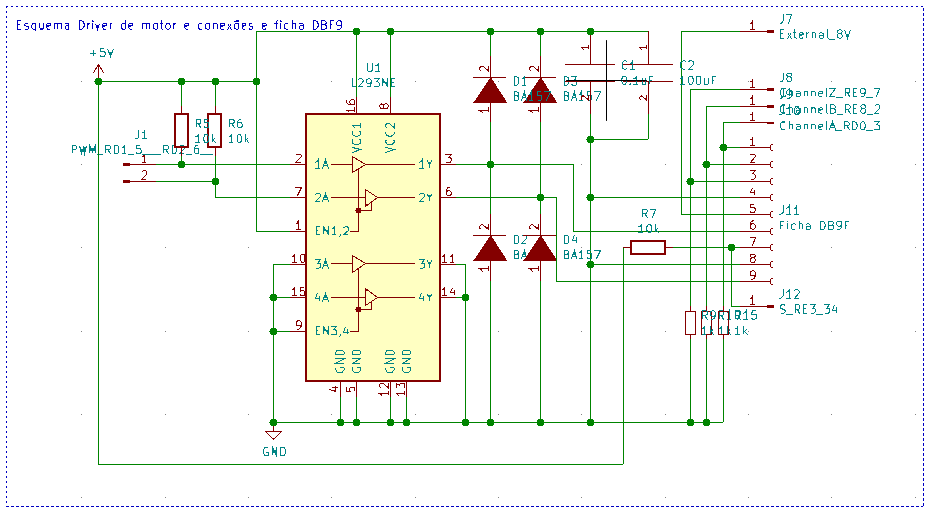 Esquema Driver de motor e conexões e ficha DBF9
+5V
U1
L293NE
16
VCC1
8
VCC2
J1
PWM_RD1_5___RD2_6__
1
2
R5
10k
R6
10k
2
1A
1Y
3
7
2A
2Y
6
1
EN1,2
10
3A
3Y
11
15
4A
4Y
14
9
EN3,4
GND
GND
GND
GND
4
5
12
13
GND
2
D1
BA157
1
2
D3
BA157
1
2
D2
BA157
1
2
D4
BA157
1
1
C1
0.1uF
2
1
C2
100uF
2
R7
10k
J7
1
External_8V
J8
1
ChannelZ_RE9_7
J9
1
ChannelB_RE8_2
J10
1
ChannelA_RD0_3
1
2
3
4
5
6
7
8
9
J11
Ficha DB9F
J12
1
S_RE3_34
R9
1k
1k
R15
1k